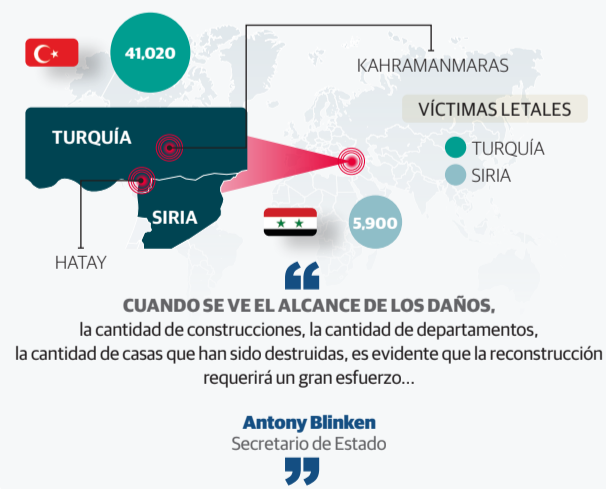 41,020
KAHRAMANMARAS
VÍCTIMAS LETALES
TURQUÍA
TURQUÍA
SIRIA
SIRIA
5,900
HATAY
“
CUANDO SE VE EL ALCANCE DE LOS DAÑOS,
la cantidad de construcciones, la cantidad de departamentos,
la cantidad de casas que han sido destruidas, es evidente que la reconstrucción
requerirá un gran esfuerzo...
Antony Blinken
Secretario de Estado
”